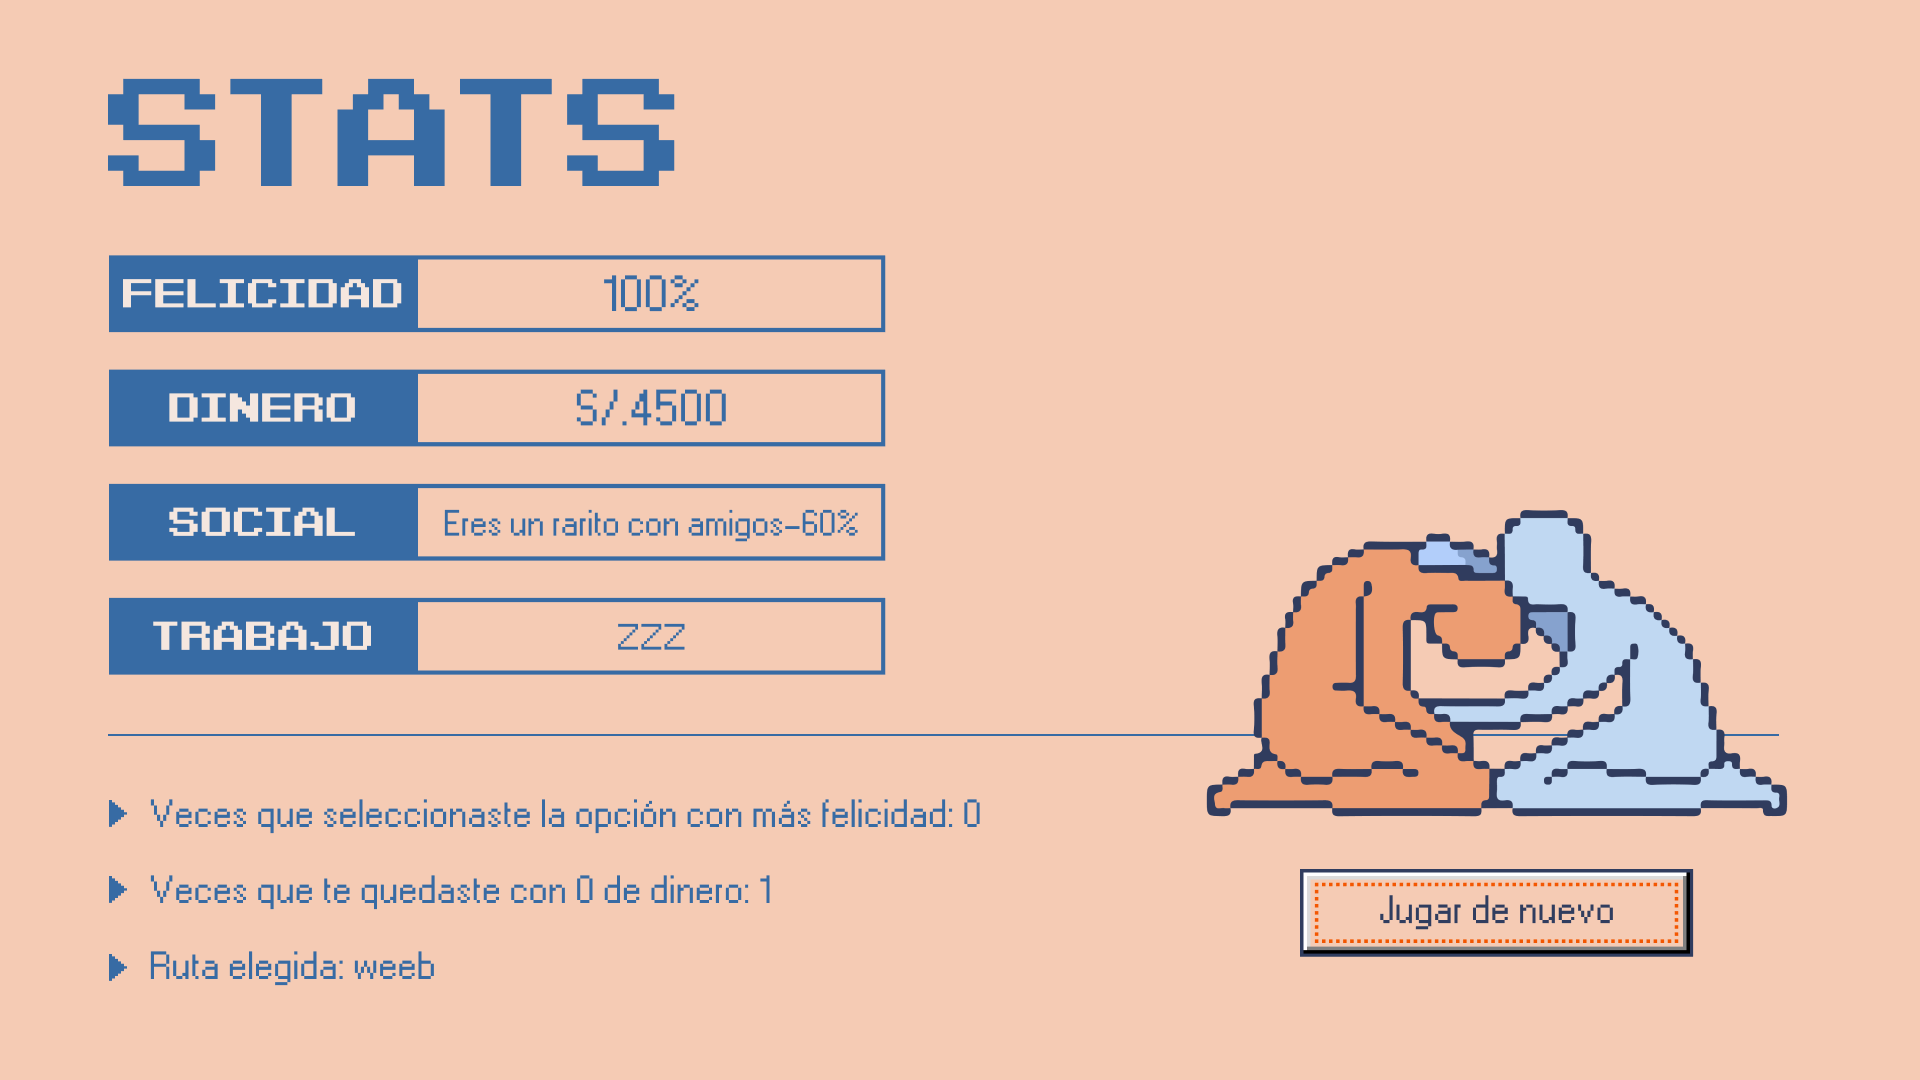 STATS
FELICIDAD 100%
DINERO S/.4500
SOCIAL Eres un rarito con amigos-60%
TRABAJO zzz
Veces que seleccionaste la opción con más felicidad: 0
Veces que te quedaste con 0 de dinero: 1
Ruta elegida: weeb
Jugar de nuevo